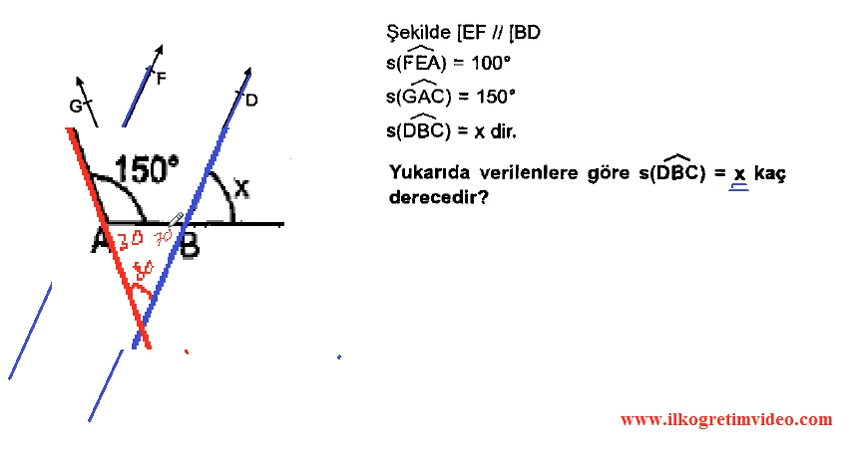 Şekilde [EF // [BD
s(FEA) = 100°
s(GAC) = 150°
s(DBC) = x dir.
Yukarıda verilenlere göre s(DBC) = x kaç
derecedir?
G
F
D
150°
x
A
30
70
B
80
www.ilkogretimvideo.com